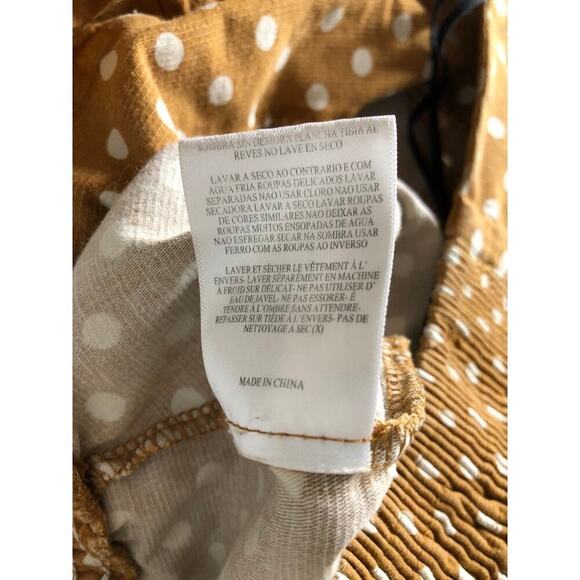 SOMBRA SIN DEMORA PLANCHA TIBIA AL
REVES NO LAVE EN SECO
LAVAR A SECO AO CONTRARIO E COM
AGUA FRIA ROUPAS DELICADOS LAVAR
SEPARADAS NAO USAR CLORO NAO USAR
SECADORA LAVAR A SECO LAVAR ROUPAS
DE CORES SIMILARES NAO DEIXAR AS
ROUPAS MUITOS ENSOPADAS DE AGUA
NAO ESFREGAR SECAR NA SOMBRA USAR
FERRO COM AS ROUPAS AO INVERSO
LAVER ET SÉCHER LE VÊTEMENT À L'
ENVERS- LAVER SÉPARÉMENT EN MACHINE
À FROID SUR DÉLICAT- NE PAS UTILISER D'
EAU DE JAVEL- NE PAS ESSORER- É
TENDRE À L'OMBRE SANS ATTENDRE-
REPASSER SUR TIÈDE À L'ENVERS- PAS DE
NETTOYAGE A SEC (X)
MADE IN CHINA